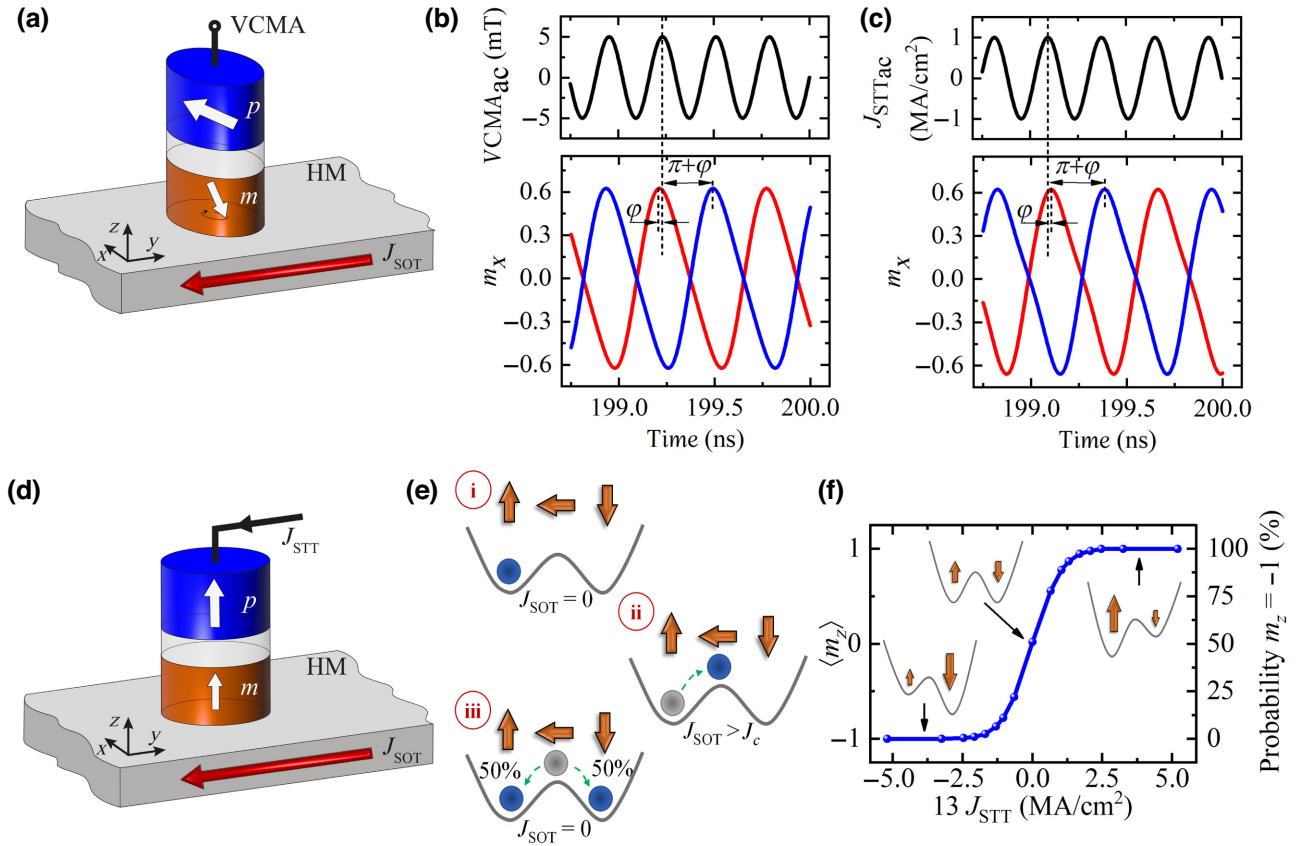 (a)
VCMA
p
m
HM
z
x
y
J_SOT
(b)
VCMA_ac (mT)
5
0
−5
π+φ
φ
m_x
0.6
0.3
0.0
−0.3
−0.6
199.0 199.5 200.0
Time (ns)
(c)
J_STT_ac
(MA/cm²)
1
0
−1
π+φ
φ
m_x
0.6
0.3
0.0
−0.3
−0.6
199.0 199.5 200.0
Time (ns)
(d)
J_STT
p
m
HM
z
x
y
J_SOT
(e)
i
J_SOT = 0
ii
J_SOT > J_c
iii
50% 50%
J_SOT = 0
(f)
⟨m_z⟩
1
0
−1
100
75
50
25
0
Probability m_z = −1 (%)
−5.0 −2.5 0.0 2.5 5.0
13 J_STT (MA/cm²)